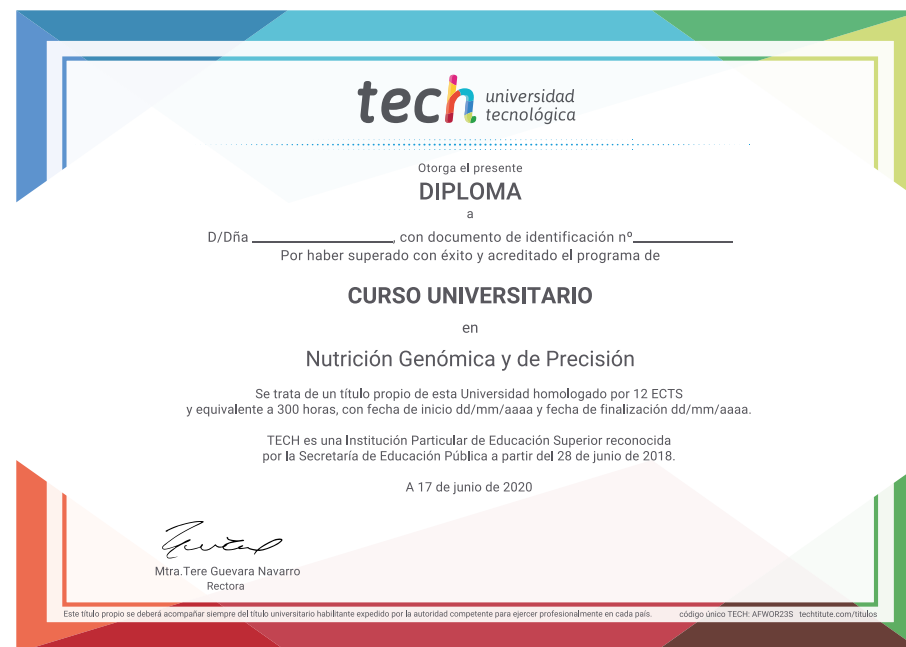 tech universidad
tecnológica
Otorga el presente
DIPLOMA
a
D/Dña ____________________, con documento de identificación nº______________
Por haber superado con éxito y acreditado el programa de
CURSO UNIVERSITARIO
en
Nutrición Genómica y de Precisión
Se trata de un título propio de esta Universidad homologado por 12 ECTS
y equivalente a 300 horas, con fecha de inicio dd/mm/aaaa y fecha de finalización dd/mm/aaaa.
TECH es una Institución Particular de Educación Superior reconocida
por la Secretaría de Educación Pública a partir del 28 de junio de 2018.
A 17 de junio de 2020
Mtra.Tere Guevara Navarro
Rectora
Este título propio se deberá acompañar siempre del título universitario habilitante expedido por la autoridad competente para ejercer profesionalmente en cada país. código único TECH: AFWOR23S techtitute.com/títulos